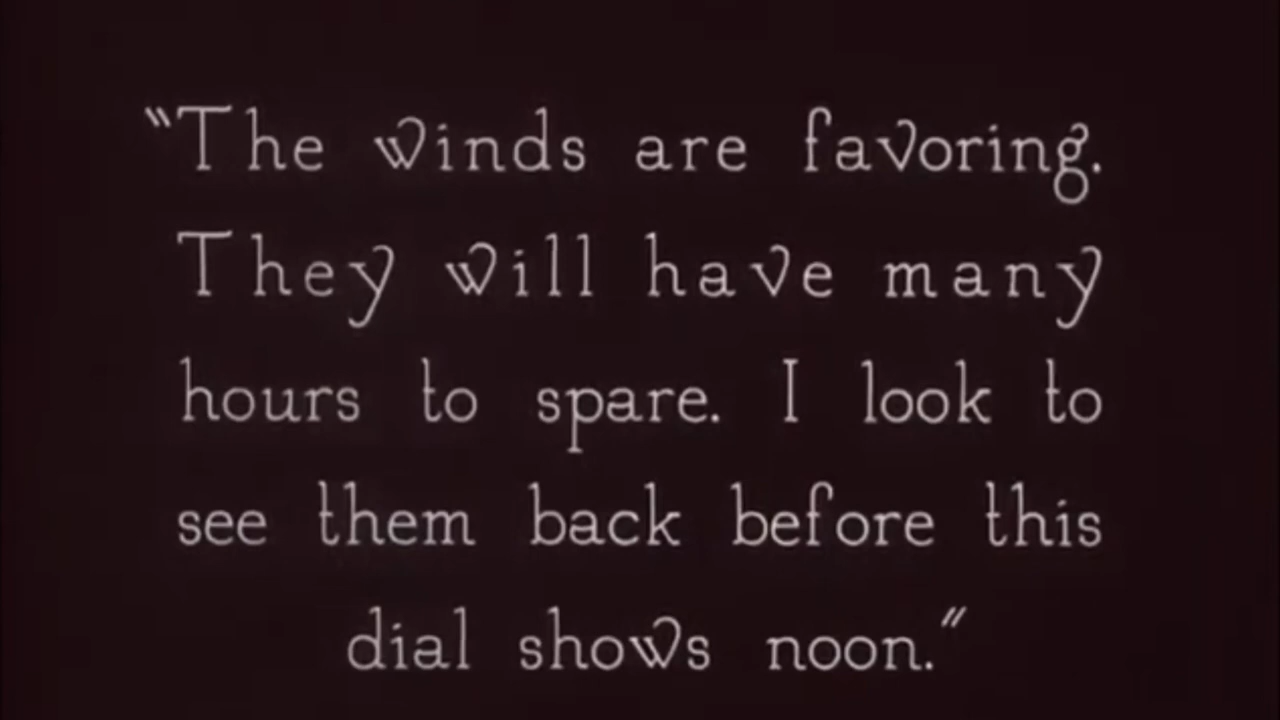 “The winds are favoring.
They will have many
hours to spare. I look to
see them back before this
dial shows noon.”